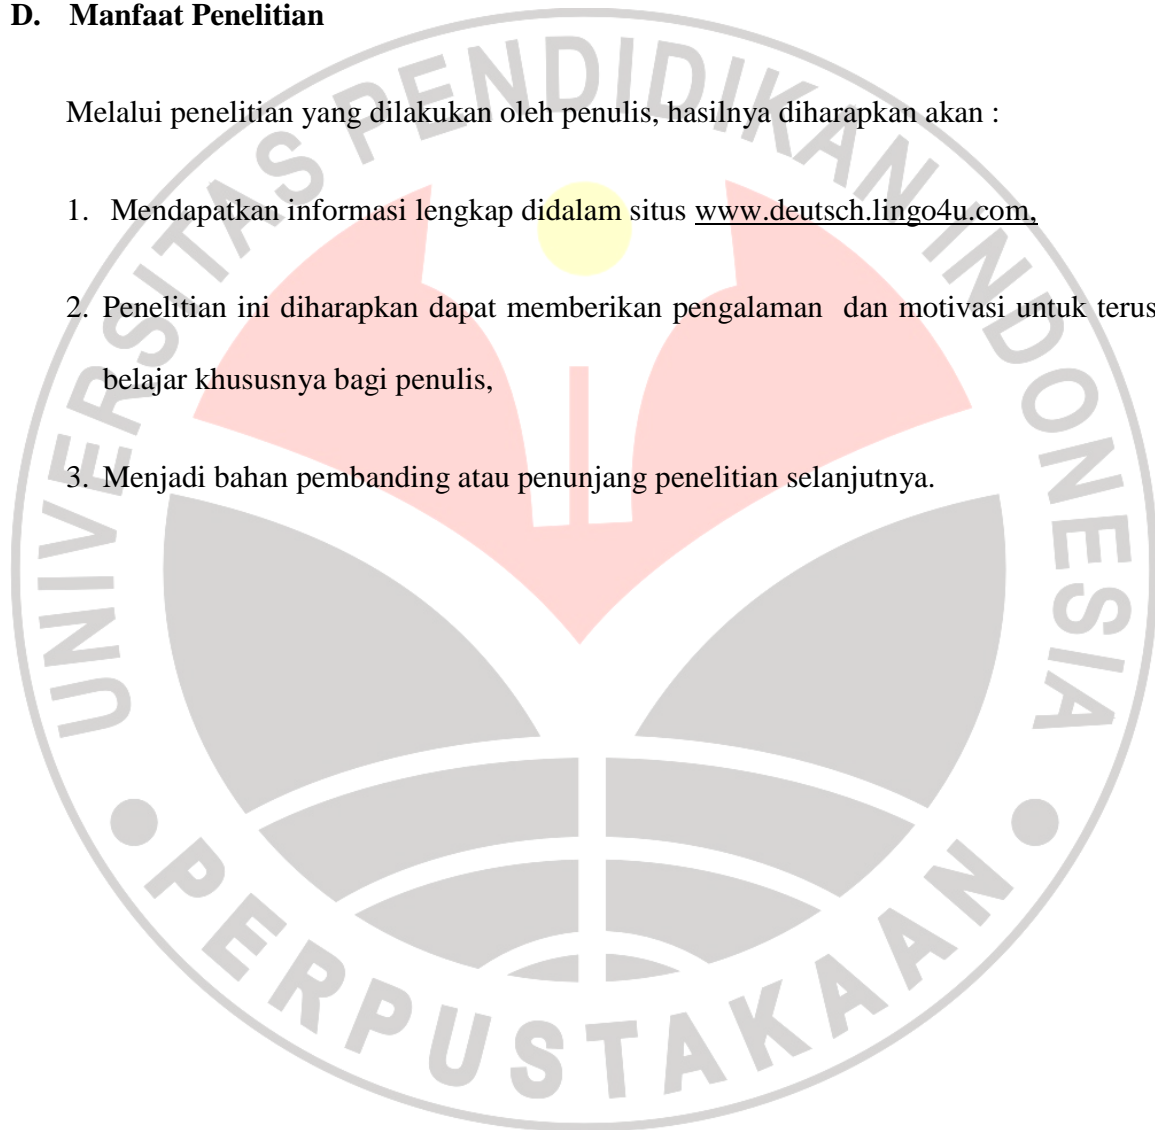 D. Manfaat Penelitian
Melalui penelitian yang dilakukan oleh penulis, hasilnya diharapkan akan :
1. Mendapatkan informasi lengkap didalam situs www.deutsch.lingo4u.com,
2. Penelitian ini diharapkan dapat memberikan pengalaman dan motivasi untuk terus
belajar khususnya bagi penulis,
3. Menjadi bahan pembanding atau penunjang penelitian selanjutnya.
UNIVERSITAS PENDIDIKAN INDONESIA
PERPUSTAKAAN